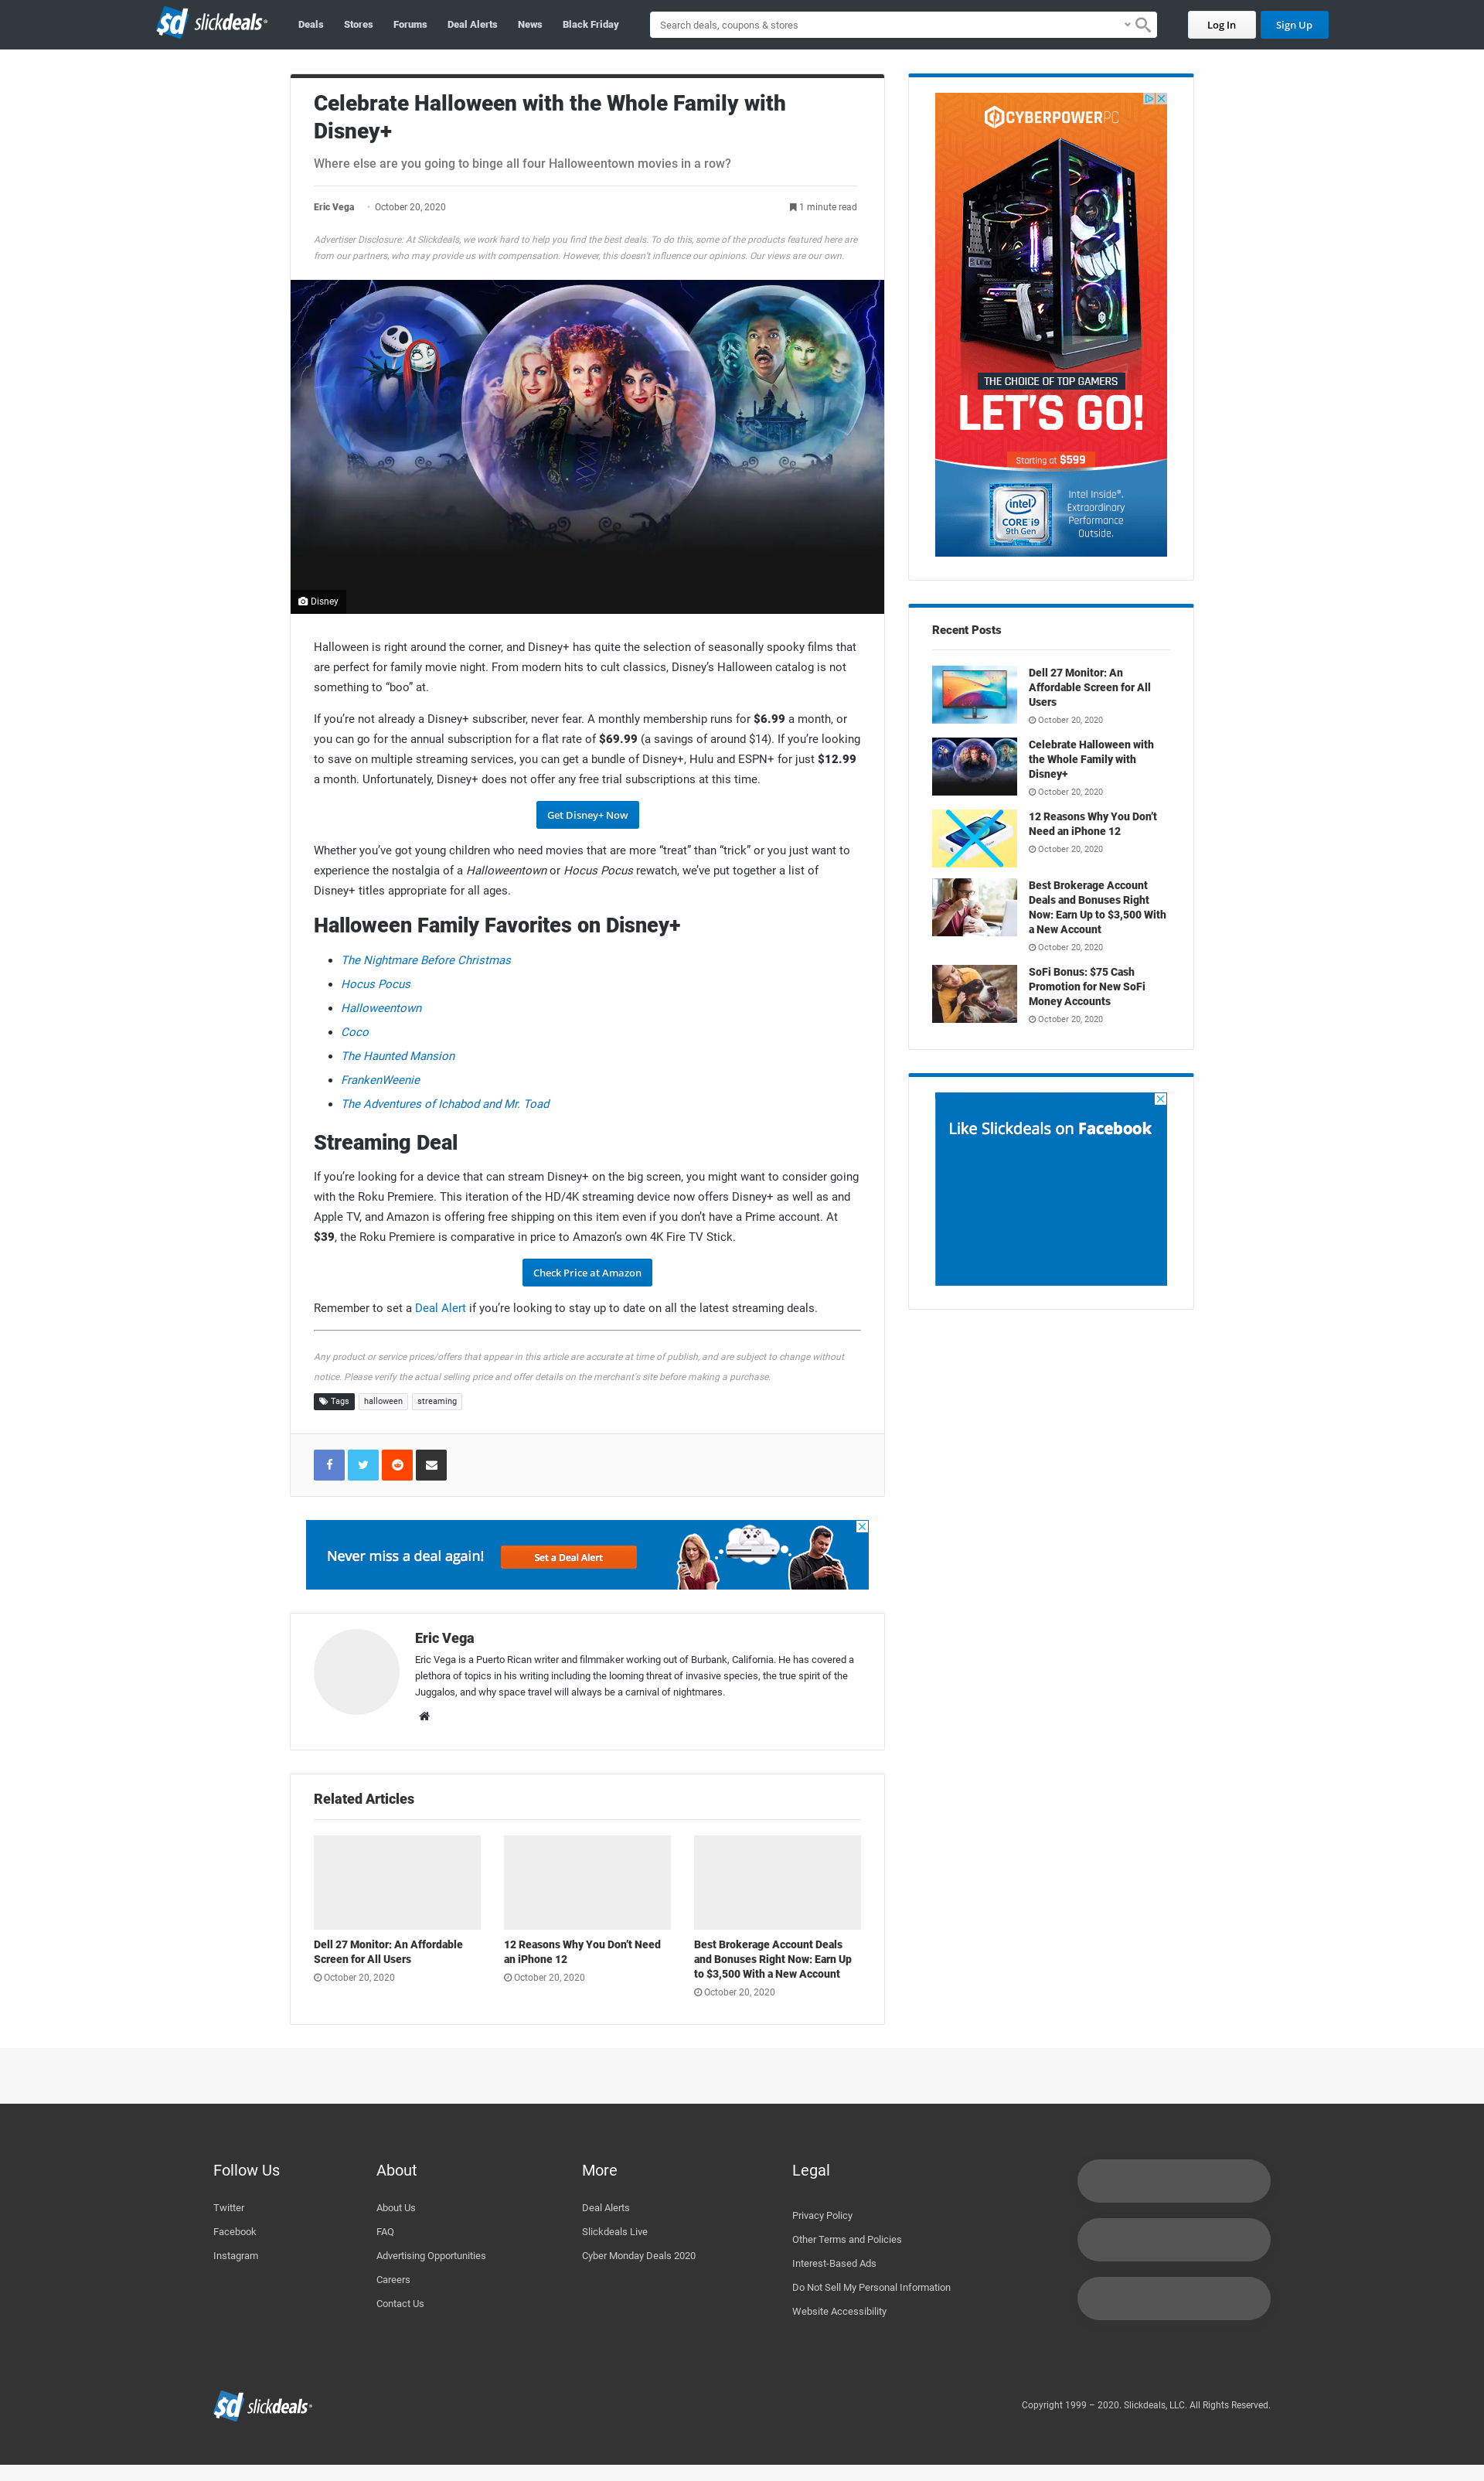 sd slickdeals
Deals Stores Forums Deal Alerts News Black Friday
Search deals, coupons & stores
Log In
Sign Up
Celebrate Halloween with the Whole Family with
Disney+
Where else are you going to binge all four Halloweentown movies in a row?
Eric Vega · October 20, 2020
1 minute read
Advertiser Disclosure: At Slickdeals, we work hard to help you find the best deals. To do this, some of the products featured here are
from our partners, who may provide us with compensation. However, this doesn't influence our opinions. Our views are our own.
Disney
Halloween is right around the corner, and Disney+ has quite the selection of seasonally spooky films that
are perfect for family movie night. From modern hits to cult classics, Disney’s Halloween catalog is not
something to “boo” at.
If you’re not already a Disney+ subscriber, never fear. A monthly membership runs for $6.99 a month, or
you can go for the annual subscription for a flat rate of $69.99 (a savings of around $14). If you’re looking
to save on multiple streaming services, you can get a bundle of Disney+, Hulu and ESPN+ for just $12.99
a month. Unfortunately, Disney+ does not offer any free trial subscriptions at this time.
Get Disney+ Now
Whether you’ve got young children who need movies that are more “treat” than “trick” or you just want to
experience the nostalgia of a Halloweentown or Hocus Pocus rewatch, we’ve put together a list of
Disney+ titles appropriate for all ages.
Halloween Family Favorites on Disney+
• The Nightmare Before Christmas
• Hocus Pocus
• Halloweentown
• Coco
• The Haunted Mansion
• FrankenWeenie
• The Adventures of Ichabod and Mr. Toad
Streaming Deal
If you’re looking for a device that can stream Disney+ on the big screen, you might want to consider going
with the Roku Premiere. This iteration of the HD/4K streaming device now offers Disney+ as well as and
Apple TV, and Amazon is offering free shipping on this item even if you don’t have a Prime account. At
$39, the Roku Premiere is comparative in price to Amazon’s own 4K Fire TV Stick.
Check Price at Amazon
Remember to set a Deal Alert if you’re looking to stay up to date on all the latest streaming deals.
Any product or service prices/offers that appear in this article are accurate at time of publish, and are subject to change without
notice. Please verify the actual selling price and offer details on the merchant's site before making a purchase.
Tags halloween streaming
Never miss a deal again!
Set a Deal Alert
Eric Vega
Eric Vega is a Puerto Rican writer and filmmaker working out of Burbank, California. He has covered a
plethora of topics in his writing including the looming threat of invasive species, the true spirit of the
Juggalos, and why space travel will always be a carnival of nightmares.
Related Articles
Dell 27 Monitor: An Affordable
Screen for All Users
October 20, 2020
12 Reasons Why You Don’t Need
an iPhone 12
October 20, 2020
Best Brokerage Account Deals
and Bonuses Right Now: Earn Up
to $3,500 With a New Account
October 20, 2020
CYBERPOWERPC
THE CHOICE OF TOP GAMERS
LET'S GO!
Starting at $599
intel
CORE i9
9th Gen
Intel Inside®.
Extraordinary
Performance
Outside.
Recent Posts
Dell 27 Monitor: An
Affordable Screen for All
Users
October 20, 2020
Celebrate Halloween with
the Whole Family with
Disney+
October 20, 2020
12 Reasons Why You Don’t
Need an iPhone 12
October 20, 2020
Best Brokerage Account
Deals and Bonuses Right
Now: Earn Up to $3,500 With
a New Account
October 20, 2020
SoFi Bonus: $75 Cash
Promotion for New SoFi
Money Accounts
October 20, 2020
Like Slickdeals on Facebook
Follow Us
Twitter
Facebook
Instagram
About
About Us
FAQ
Advertising Opportunities
Careers
Contact Us
More
Deal Alerts
Slickdeals Live
Cyber Monday Deals 2020
Legal
Privacy Policy
Other Terms and Policies
Interest-Based Ads
Do Not Sell My Personal Information
Website Accessibility
sd slickdeals
Copyright 1999 – 2020. Slickdeals, LLC. All Rights Reserved.